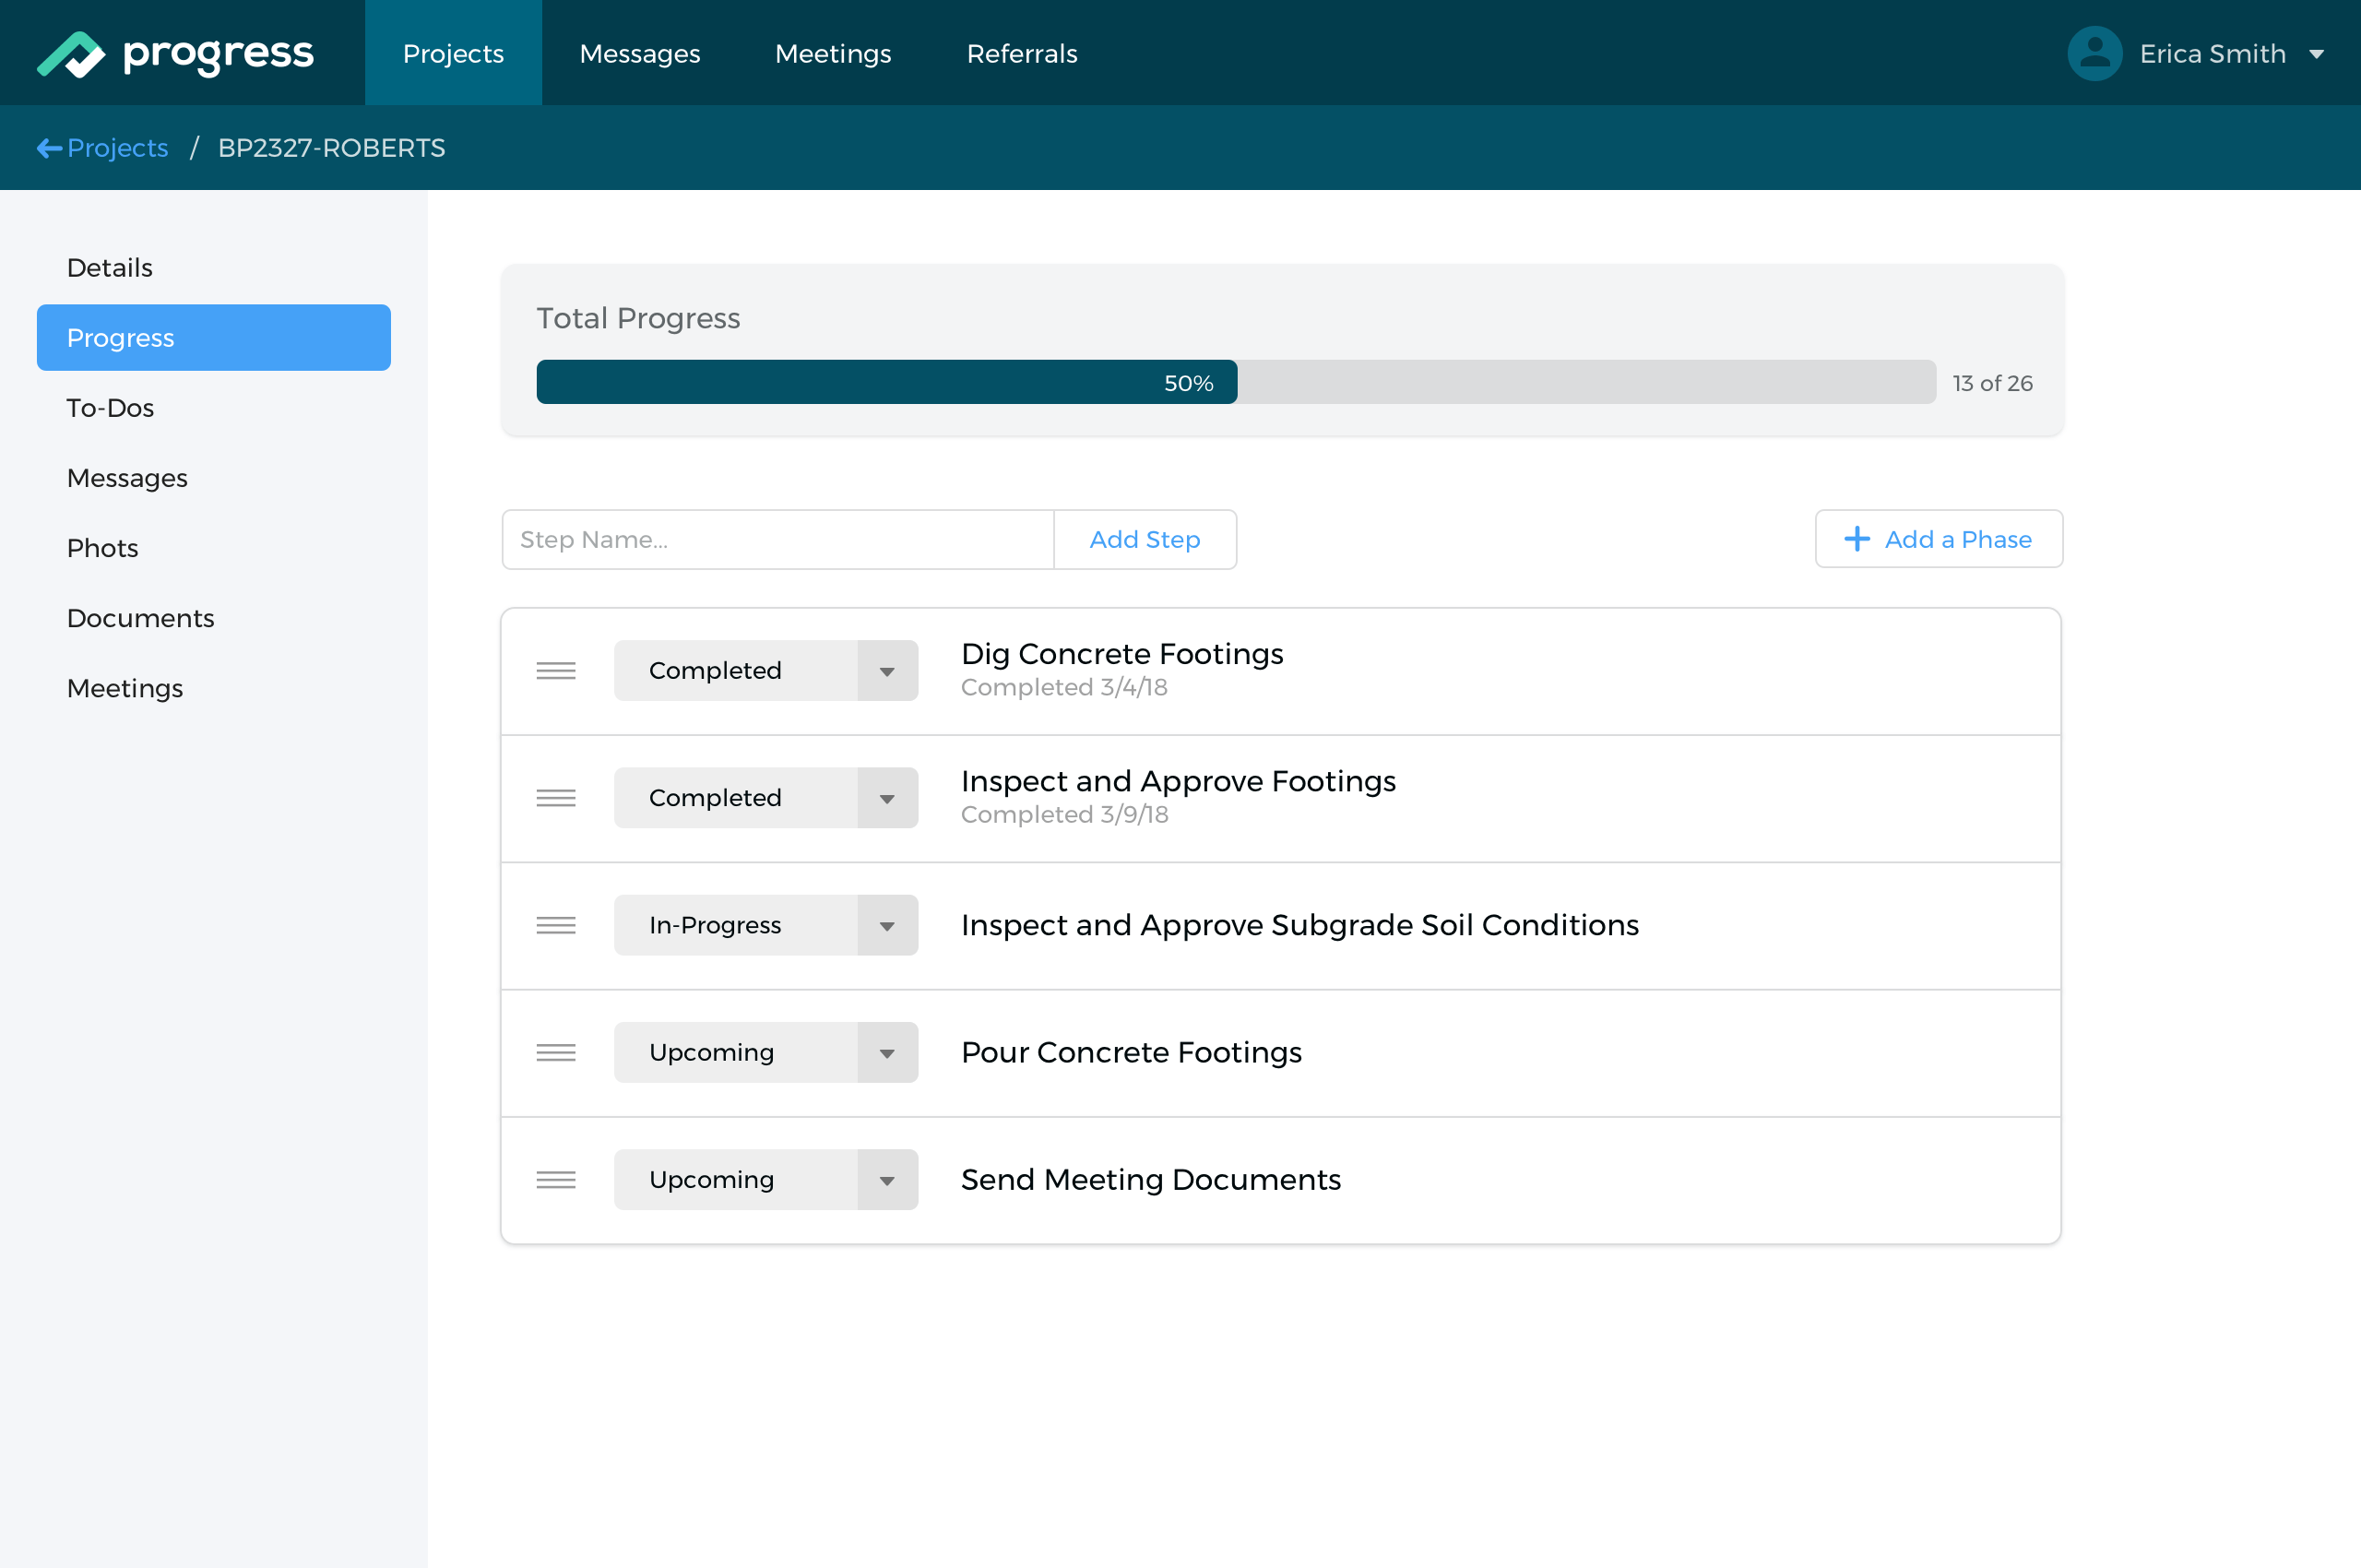 progress
Projects
Messages
Meetings
Referrals
Erica Smith
Projects / BP2327-ROBERTS
Details
Progress
To-Dos
Messages
Phots
Documents
Meetings
Total Progress
50%
13 of 26
Step Name...
Add Step
Add a Phase
Completed
Dig Concrete Footings
Completed 3/4/18
Completed
Inspect and Approve Footings
Completed 3/9/18
In-Progress
Inspect and Approve Subgrade Soil Conditions
Upcoming
Pour Concrete Footings
Upcoming
Send Meeting Documents